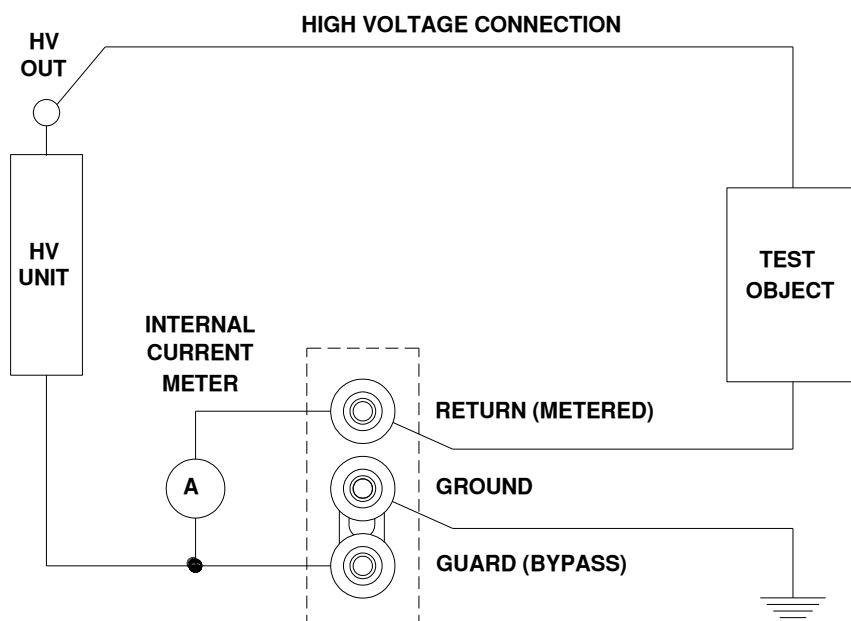 HIGH VOLTAGE CONNECTION
HV
OUT
HV
UNIT
TEST
OBJECT
INTERNAL
CURRENT
METER
RETURN (METERED)
A
GROUND
GUARD (BYPASS)